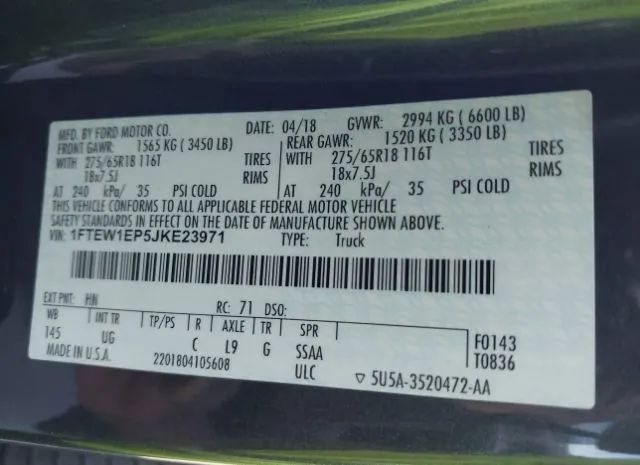 MFD. BY FORD MOTOR CO. DATE: 04/18 GVWR: 2994 KG ( 6600 LB)
FRONT GAWR: 1565 KG ( 3450 LB) REAR GAWR: 1520 KG ( 3350 LB)
WITH 275/65R18 116T TIRES WITH 275/65R18 116T TIRES
18x7.5J RIMS 18x7.5J RIMS
AT 240 kPa/ 35 PSI COLD AT 240 kPa/ 35 PSI COLD
THIS VEHICLE CONFORMS TO ALL APPLICABLE FEDERAL MOTOR VEHICLE
SAFETY STANDARDS IN EFFECT ON THE DATE OF MANUFACTURE SHOWN ABOVE.
VIN: 1FTEW1EP5JKE23971 TYPE: Truck
EXT PNT: HN RC: 71 DSO:
WB INT TR TP/PS R AXLE TR SPR
145 UG C L9 G SSAA F0143
MADE IN U.S.A. 2201804105608 ULC T0836
▽ 5U5A-3520472-AA